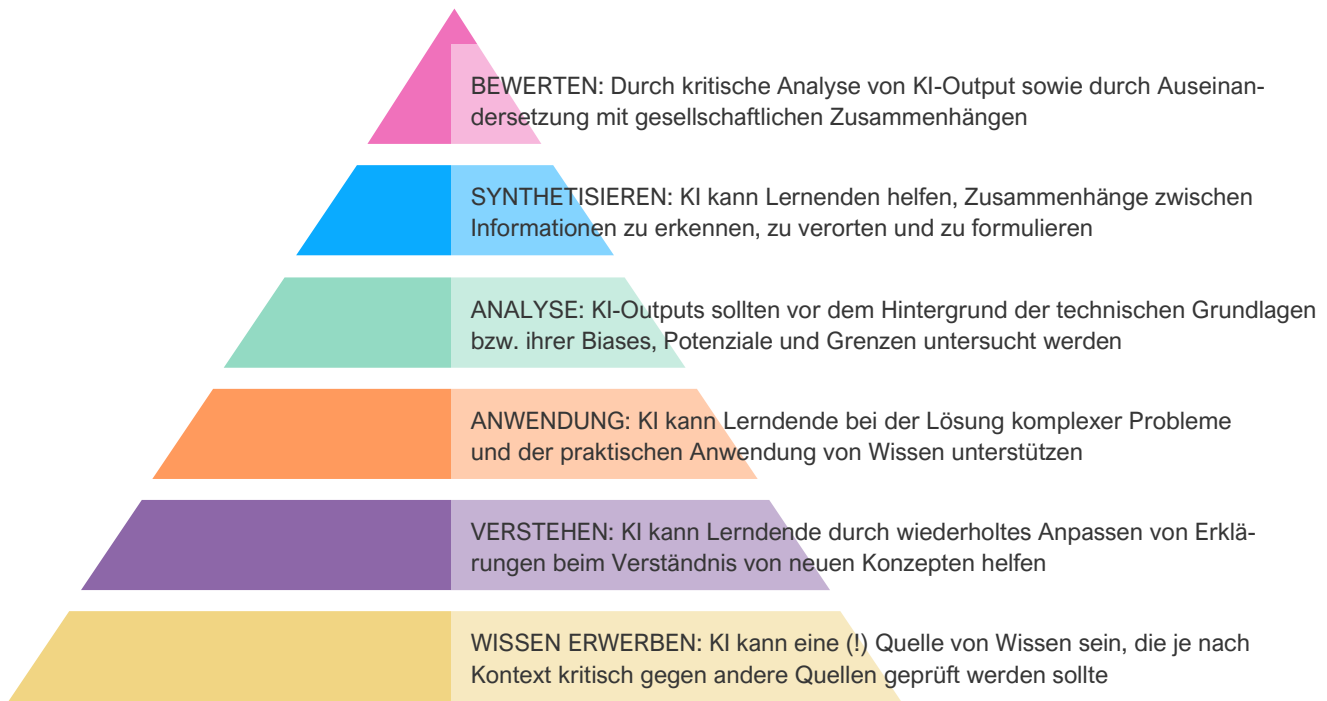 BEWERTEN: Durch kritische Analyse von KI-Output sowie durch Auseinan-
dersetzung mit gesellschaftlichen Zusammenhängen
SYNTHETISIEREN: KI kann Lernenden helfen, Zusammenhänge zwischen
Informationen zu erkennen, zu verorten und zu formulieren
ANALYSE: KI-Outputs sollten vor dem Hintergrund der technischen Grundlagen
bzw. ihrer Biases, Potenziale und Grenzen untersucht werden
ANWENDUNG: KI kann Lerndende bei der Lösung komplexer Probleme
und der praktischen Anwendung von Wissen unterstützen
VERSTEHEN: KI kann Lerndende durch wiederholtes Anpassen von Erklä-
rungen beim Verständnis von neuen Konzepten helfen
WISSEN ERWERBEN: KI kann eine (!) Quelle von Wissen sein, die je nach
Kontext kritisch gegen andere Quellen geprüft werden sollte